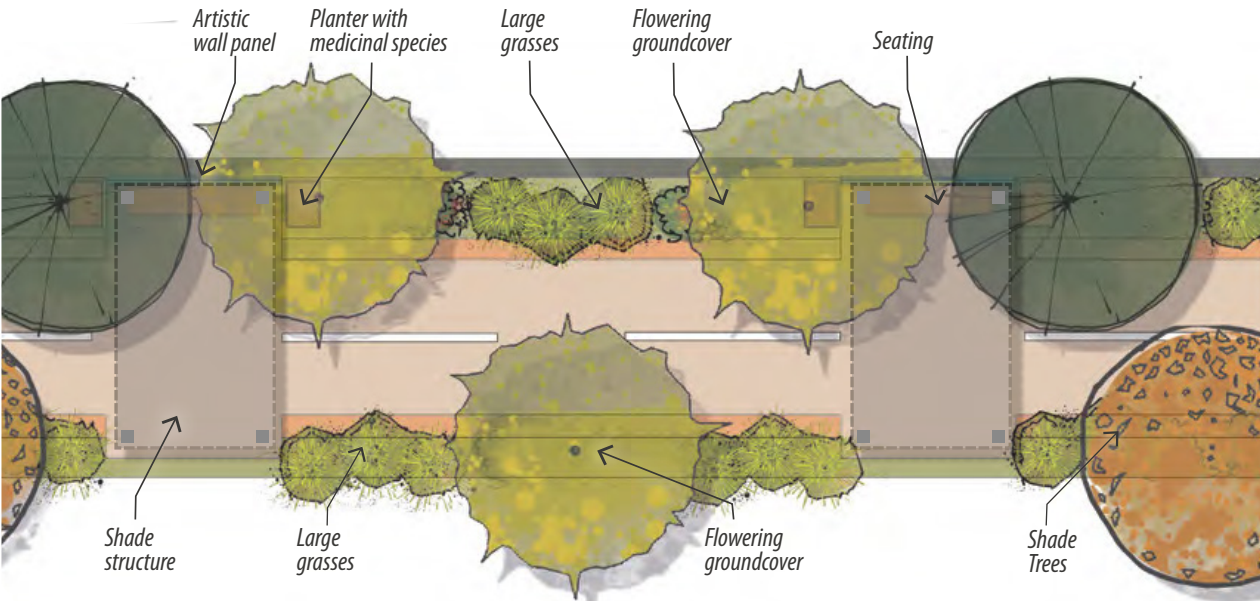 Artistic
wall panel
Planter with
medicinal species
Large
grasses
Flowering
groundcover
Seating
Shade
structure
Large
grasses
Flowering
groundcover
Shade
Trees